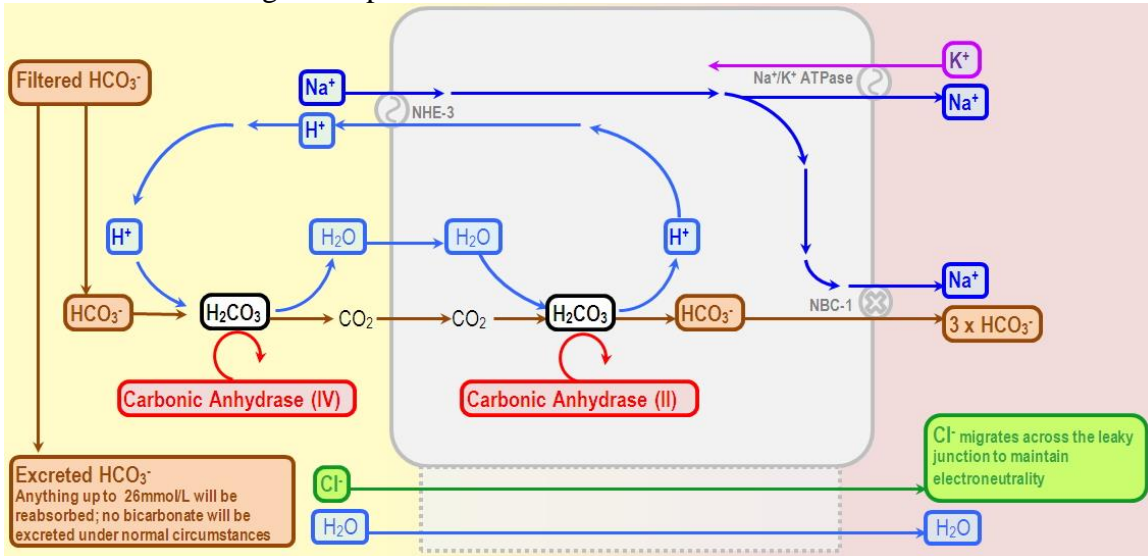 Filtered HCO₃⁻
Na⁺
NHE-3
H⁺
Na⁺/K⁺ ATPase
K⁺
Na⁺
H⁺
H₂O
H₂O
H⁺
HCO₃⁻
H₂CO₃
CO₂
CO₂
H₂CO₃
HCO₃⁻
NBC-1
Na⁺
3 x HCO₃⁻
Carbonic Anhydrase (IV)
Carbonic Anhydrase (II)
Excreted HCO₃⁻
Anything up to 26mmol/L will be
reabsorbed; no bicarbonate will be
excreted under normal circumstances
Cl⁻
H₂O
Cl⁻ migrates across the leaky
junction to maintain
electroneutrality
H₂O